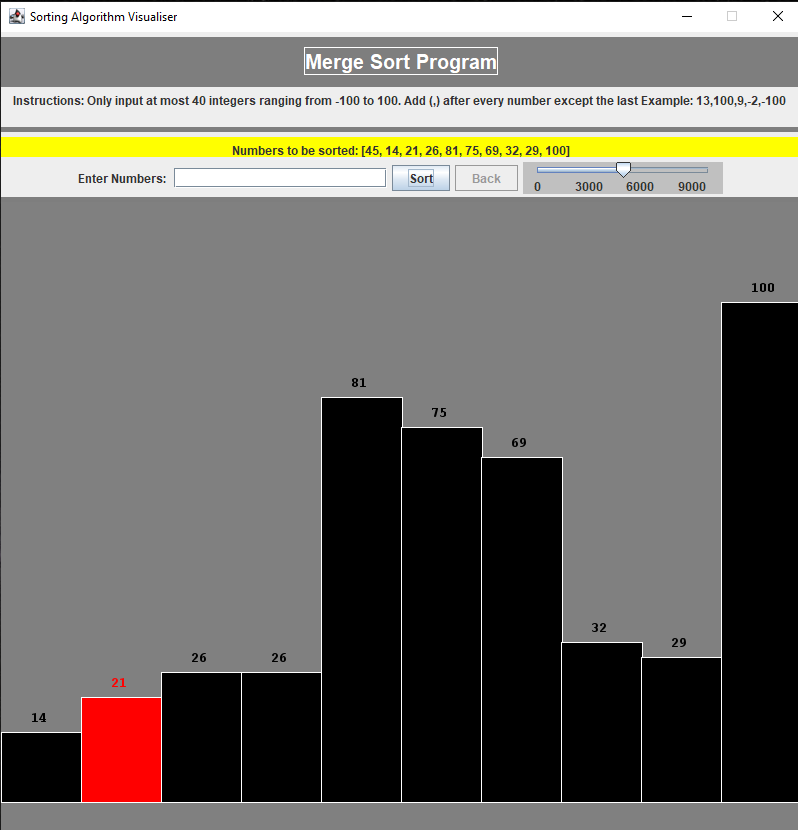 Sorting Algorithm Visualiser
Merge Sort Program
Instructions: Only input at most 40 integers ranging from -100 to 100. Add (,) after every number except the last Example: 13,100,9,-2,-100
Numbers to be sorted: [45, 14, 21, 26, 81, 75, 69, 32, 29, 100]
Enter Numbers: Sort Back
0 3000 6000 9000
100
81
75
69
32
29
26 26
21
14